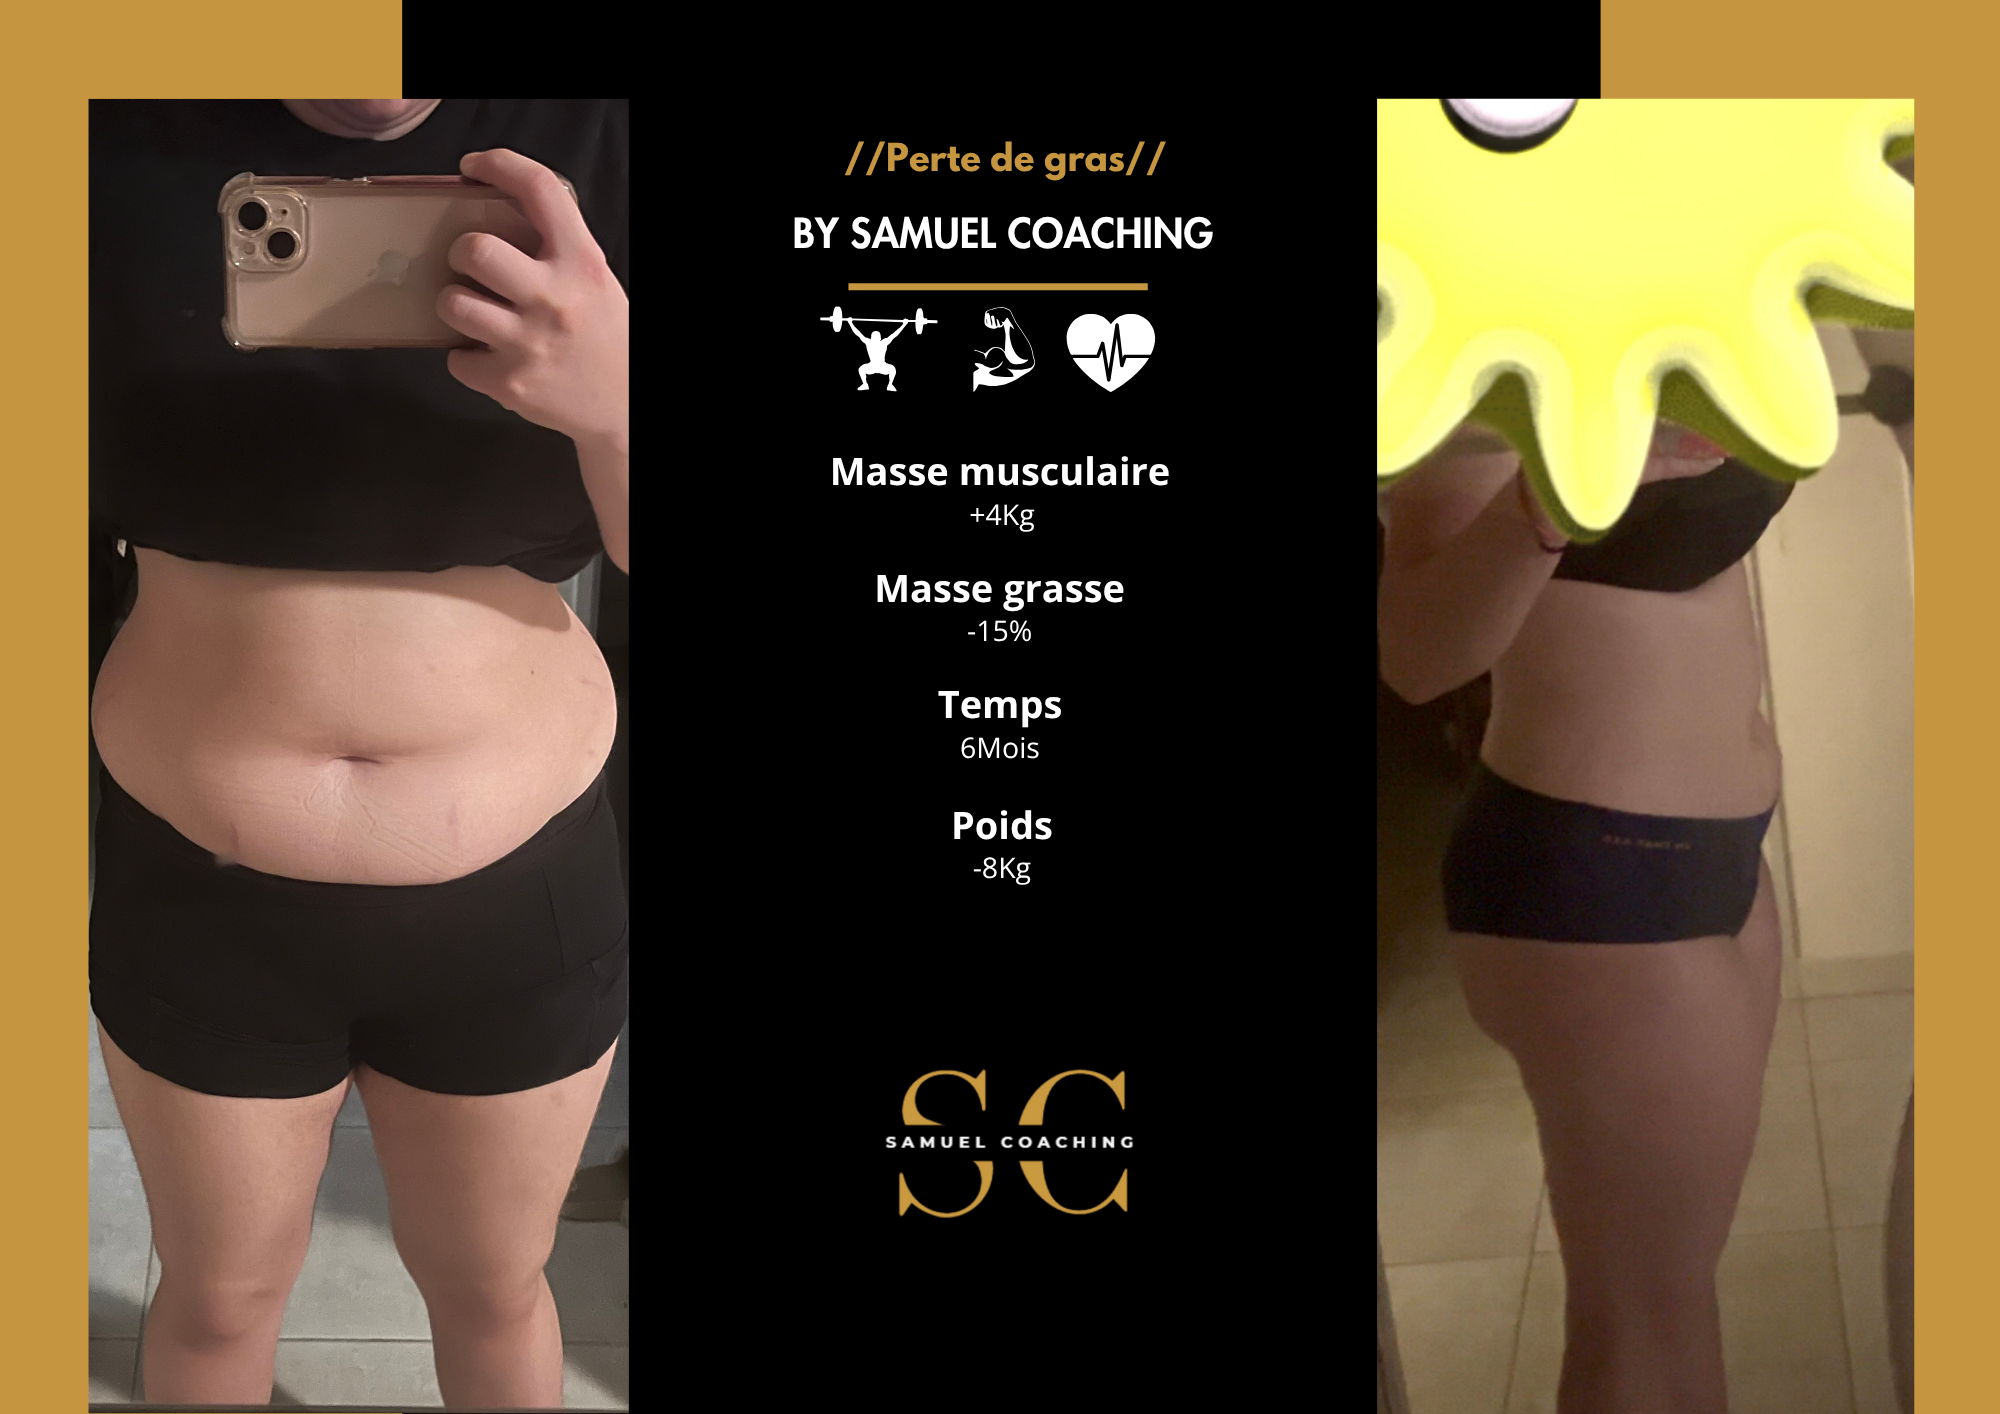 //Perte de gras//
BY SAMUEL COACHING
Masse musculaire
+4Kg
Masse grasse
-15%
Temps
6Mois
Poids
-8Kg
SC
SAMUEL COACHING